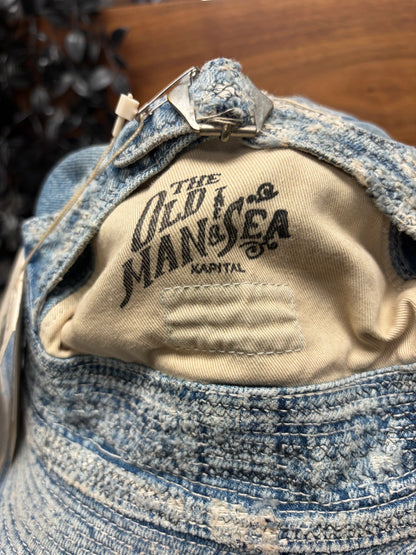 THE
OLD
MAN & SEA
KAPITAL